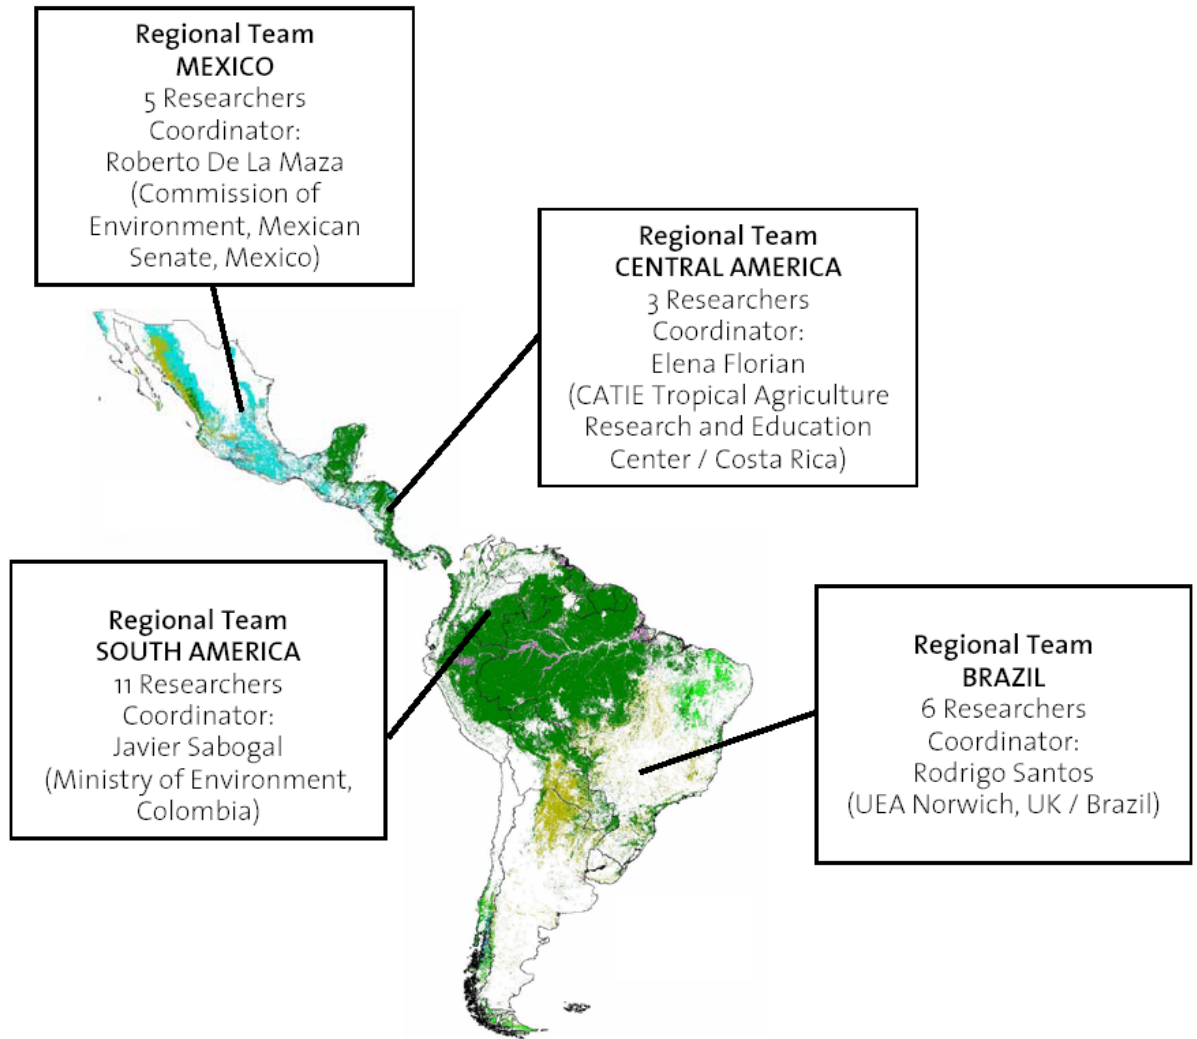 Regional Team
MEXICO
5 Researchers
Coordinator:
Roberto De La Maza
(Commission of
Environment, Mexican
Senate, Mexico)
Regional Team
CENTRAL AMERICA
3 Researchers
Coordinator:
Elena Florian
(CATIE Tropical Agriculture
Research and Education
Center / Costa Rica)
Regional Team
SOUTH AMERICA
11 Researchers
Coordinator:
Javier Sabogal
(Ministry of Environment,
Colombia)
Regional Team
BRAZIL
6 Researchers
Coordinator:
Rodrigo Santos
(UEA Norwich, UK / Brazil)